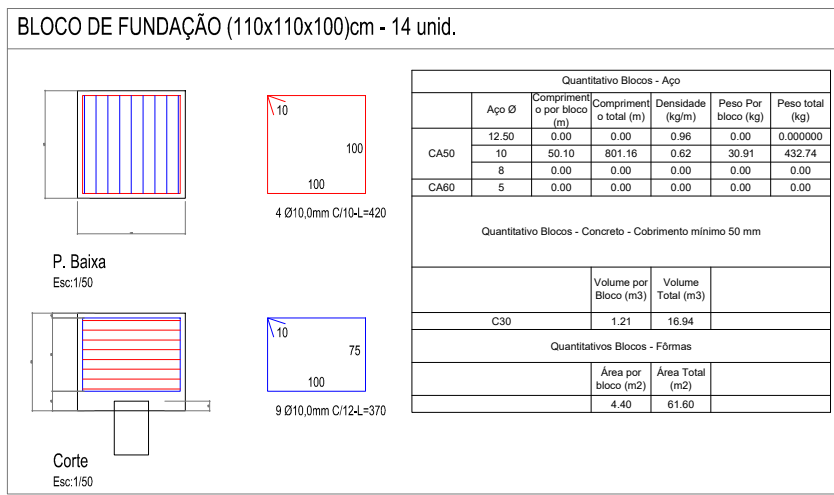 BLOCO DE FUNDAÇÃO (110x110x100)cm - 14 unid.
10
100
100
4 Ø10,0mm C/10-L=420
P. Baixa
Esc:1/50
10
75
100
9 Ø10,0mm C/12-L=370
Corte
Esc:1/50
Quantitativo Blocos - Aço
Aço Ø
Compriment
o por bloco
(m)
Compriment
o total (m)
Densidade
(kg/m)
Peso Por
bloco (kg)
Peso total
(kg)
12.50 0.00 0.00 0.96 0.00 0.000000
CA50 10 50.10 801.16 0.62 30.91 432.74
8 0.00 0.00 0.00 0.00 0.00
CA60 5 0.00 0.00 0.00 0.00 0.00
Quantitativo Blocos - Concreto - Cobrimento mínimo 50 mm
Volume por
Bloco (m3)
Volume
Total (m3)
C30 1.21 16.94
Quantitativos Blocos - Fôrmas
Área por
bloco (m2)
Área Total
(m2)
4.40 61.60